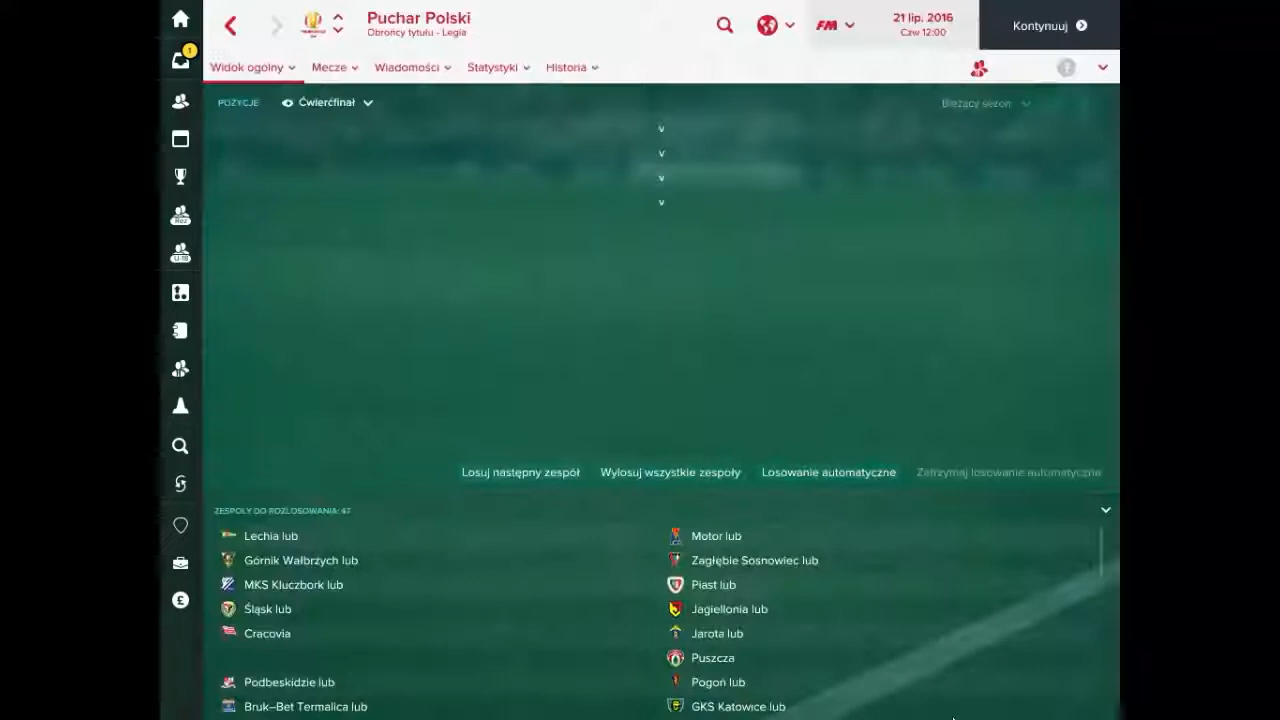 Puchar Polski
Obrońcy tytułu - Legia
FM
21 lip. 2016
Czw 12:00
Kontynuuj
1
Widok ogólny
Mecze
Wiadomości
Statystyki
Historia
POZYCJE
Ćwierćfinał
Bieżący sezon
v
v
v
v
Losuj następny zespół
Wylosuj wszystkie zespoły
Losowanie automatyczne
Zatrzymaj losowanie automatyczne
ZESPOŁY DO ROZLOSOWANIA: 47
Lechia lub
Motor lub
Górnik Wałbrzych lub
Zagłębie Sosnowiec lub
MKS Kluczbork lub
Piast lub
Śląsk lub
Jagiellonia lub
Cracovia
Jarota lub
Puszcza
Podbeskidzie lub
Pogoń lub
Bruk-Bet Termalica lub
GKS Katowice lub